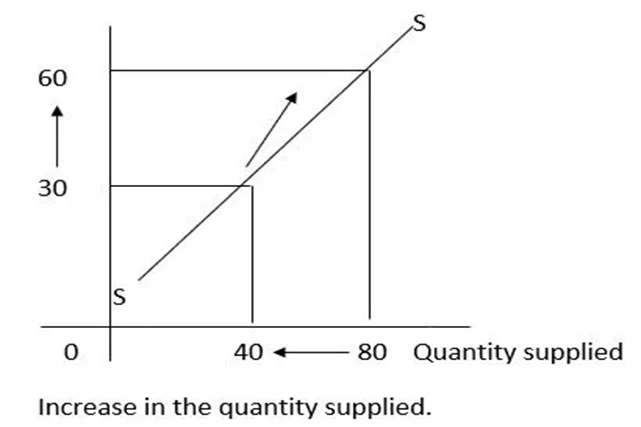 S
60
30
S
0 40 80 Quantity supplied
Increase in the quantity supplied.